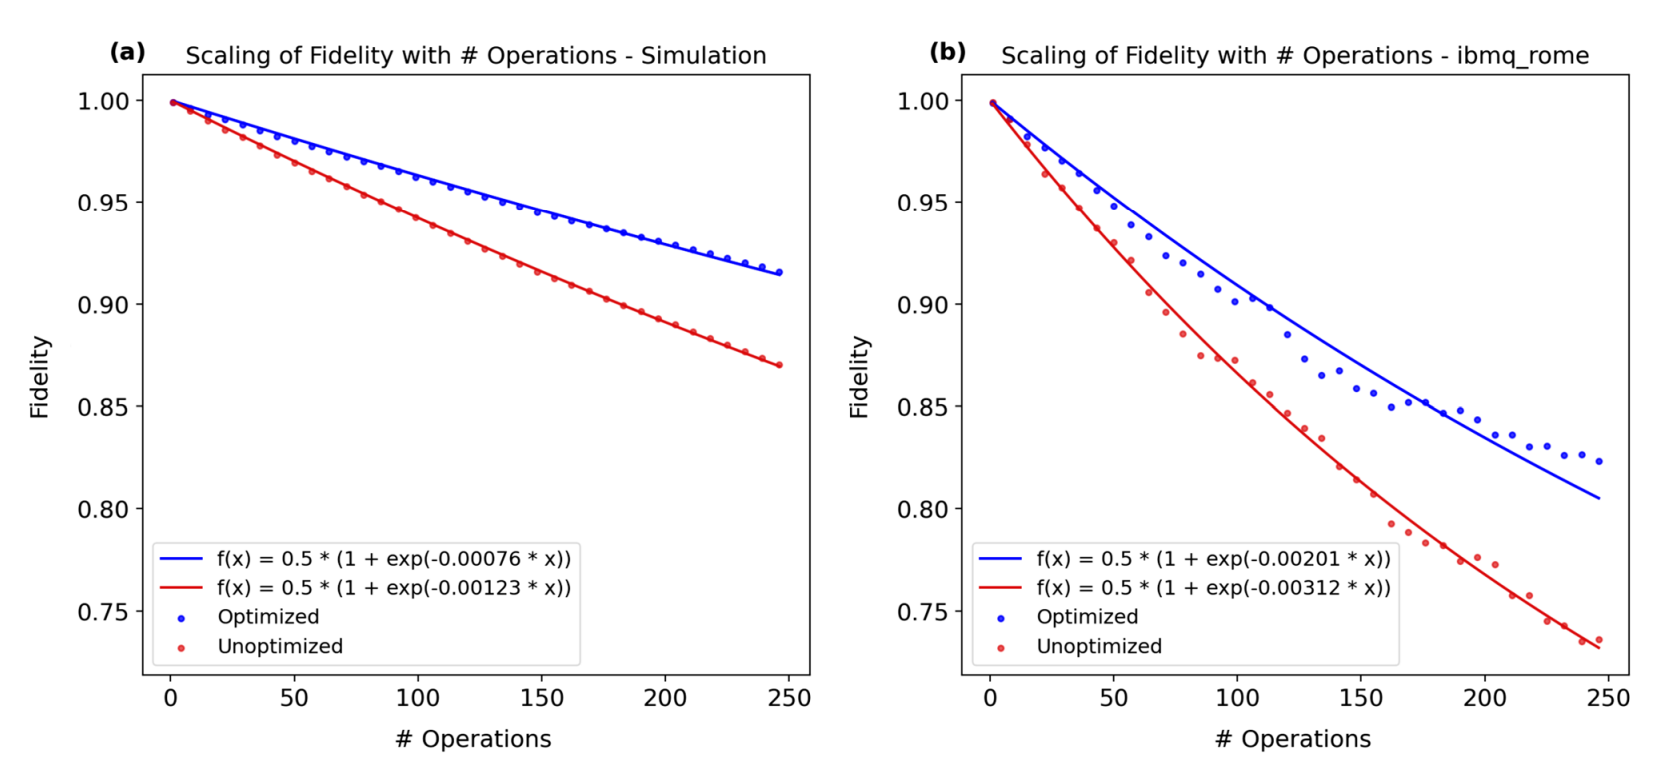 (a) Scaling of Fidelity with # Operations - Simulation
1.00
0.95
0.90
0.85
0.80
0.75
Fidelity
f(x) = 0.5 * (1 + exp(-0.00076 * x))
f(x) = 0.5 * (1 + exp(-0.00123 * x))
Optimized
Unoptimized
0 50 100 150 200 250
# Operations
(b) Scaling of Fidelity with # Operations - ibmq_rome
1.00
0.95
0.90
0.85
0.80
0.75
Fidelity
f(x) = 0.5 * (1 + exp(-0.00201 * x))
f(x) = 0.5 * (1 + exp(-0.00312 * x))
Optimized
Unoptimized
0 50 100 150 200 250
# Operations